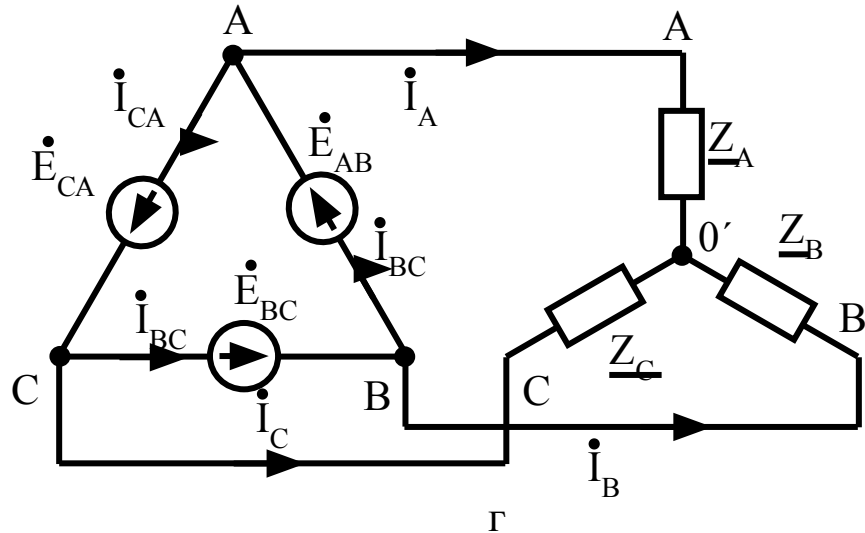 A
A
İ_CA
İ_A
Ė_CA
Ė_AB
Z_A
0´
Z_B
İ_BC
Ė_BC
İ_BC
B
C
B
Z_C
C
İ_C
İ_B
г